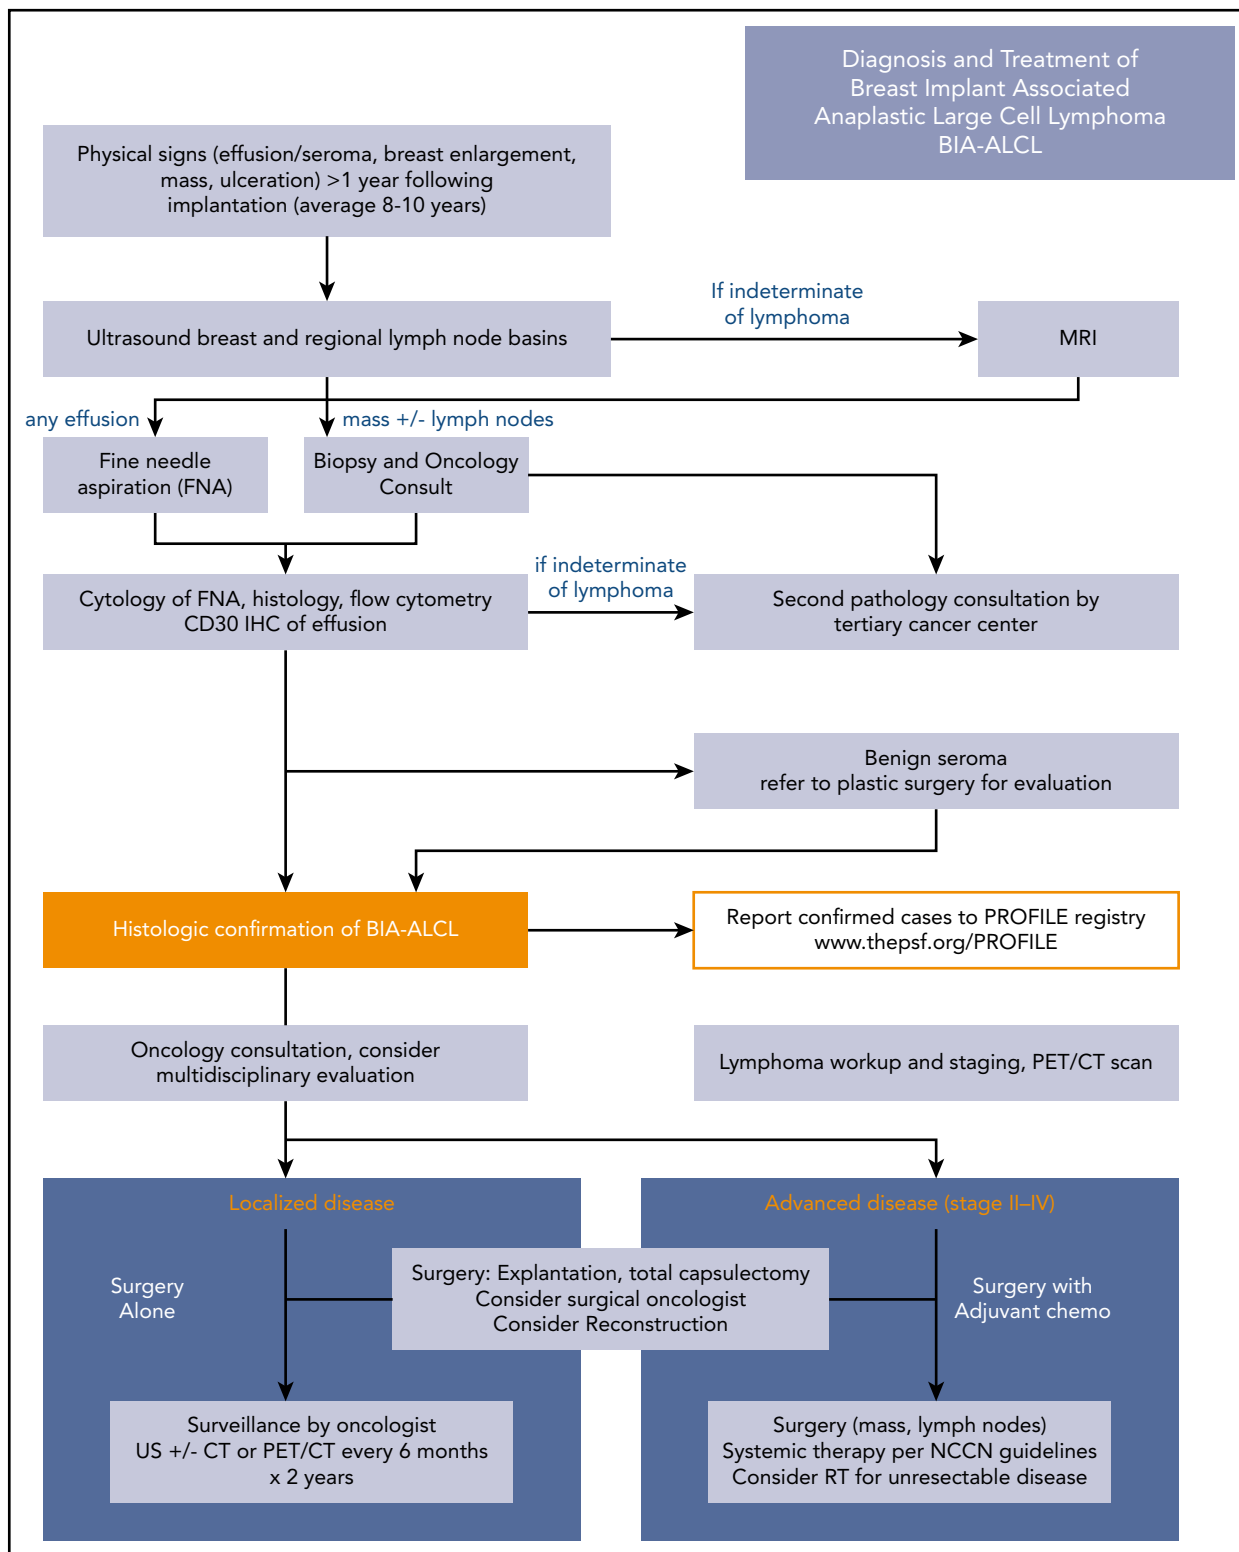 Diagnosis and Treatment of
Breast Implant Associated
Anaplastic Large Cell Lymphoma
BIA-ALCL
Physical signs (effusion/seroma, breast enlargement,
mass, ulceration) >1 year following
implantation (average 8-10 years)
Ultrasound breast and regional lymph node basins
If indeterminate
of lymphoma
MRI
any effusion
mass +/- lymph nodes
Fine needle
aspiration (FNA)
Biopsy and Oncology
Consult
Cytology of FNA, histology, flow cytometry
CD30 IHC of effusion
if indeterminate
of lymphoma
Second pathology consultation by
tertiary cancer center
Benign seroma
refer to plastic surgery for evaluation
Histologic confirmation of BIA-ALCL
Report confirmed cases to PROFILE registry
www.thepsf.org/PROFILE
Oncology consultation, consider
multidisciplinary evaluation
Lymphoma workup and staging, PET/CT scan
Localized disease
Advanced disease (stage II–IV)
Surgery
Alone
Surgery: Explantation, total capsulectomy
Consider surgical oncologist
Consider Reconstruction
Surgery with
Adjuvant chemo
Surveillance by oncologist
US +/- CT or PET/CT every 6 months
x 2 years
Surgery (mass, lymph nodes)
Systemic therapy per NCCN guidelines
Consider RT for unresectable disease